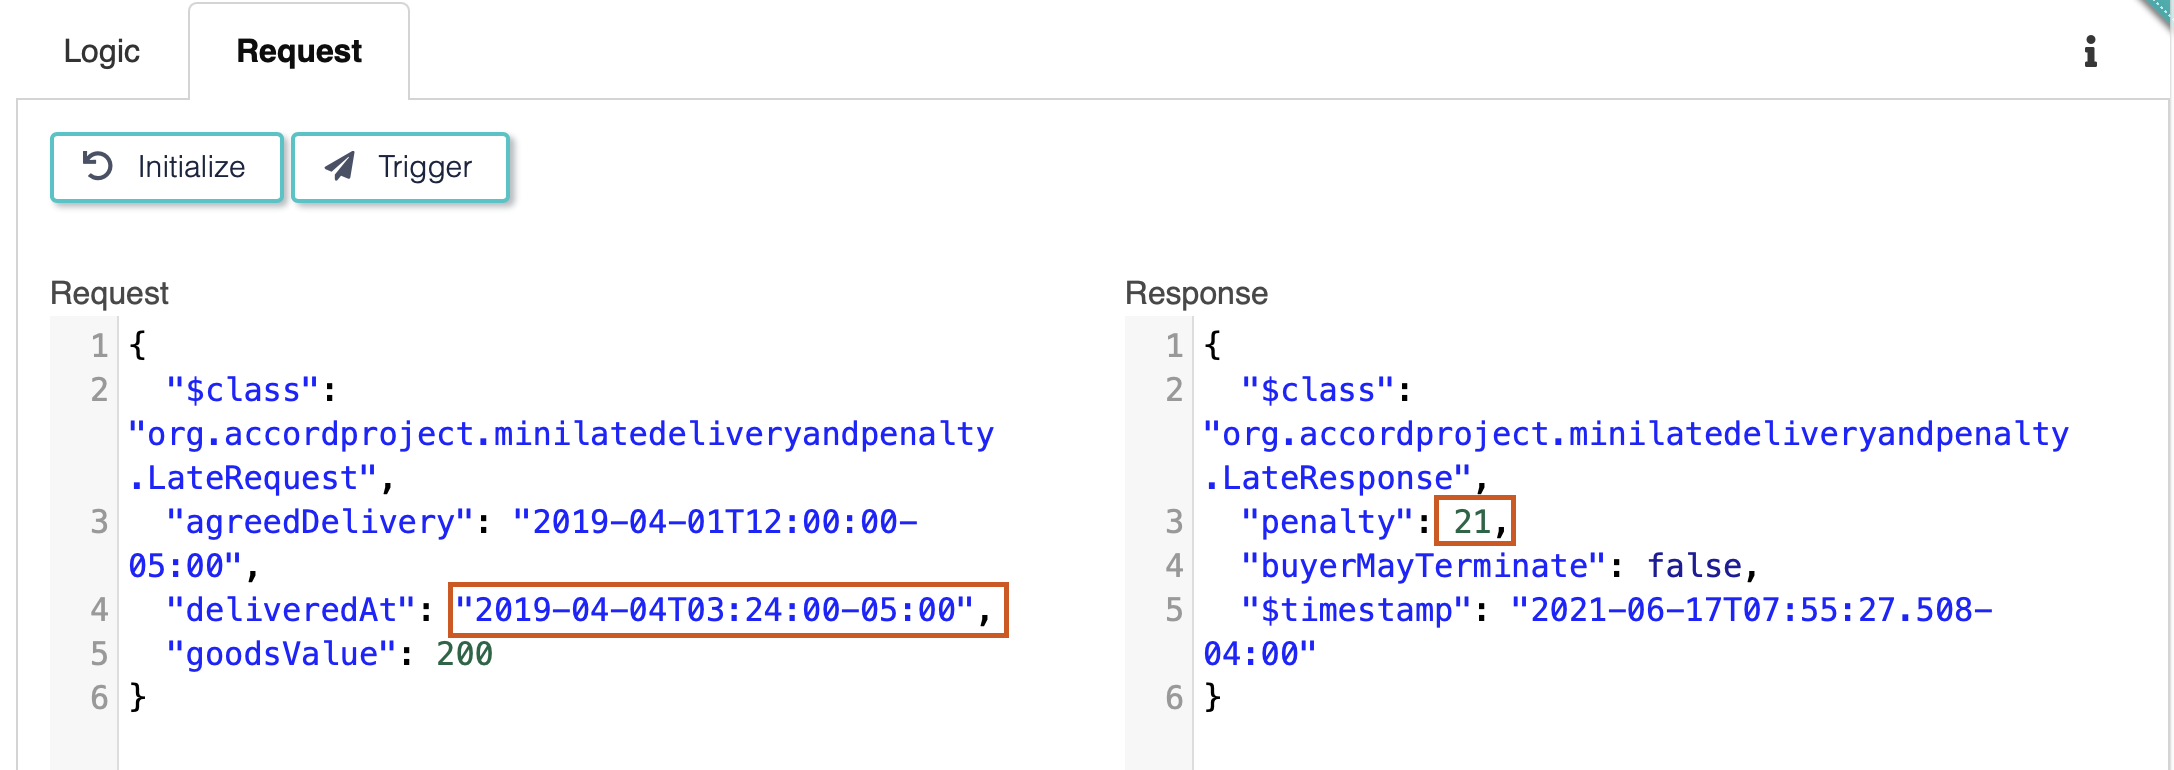 Logic
Request
Initialize
Trigger
Request
1 {
2 "$class":
"org.accordproject.minilatedeliveryandpenalty
.LateRequest",
3 "agreedDelivery": "2019-04-01T12:00:00-
05:00",
4 "deliveredAt": "2019-04-04T03:24:00-05:00",
5 "goodsValue": 200
6 }
Response
1 {
2 "$class":
"org.accordproject.minilatedeliveryandpenalty
.LateResponse",
3 "penalty": 21,
4 "buyerMayTerminate": false,
5 "$timestamp": "2021-06-17T07:55:27.508-
04:00"
6 }